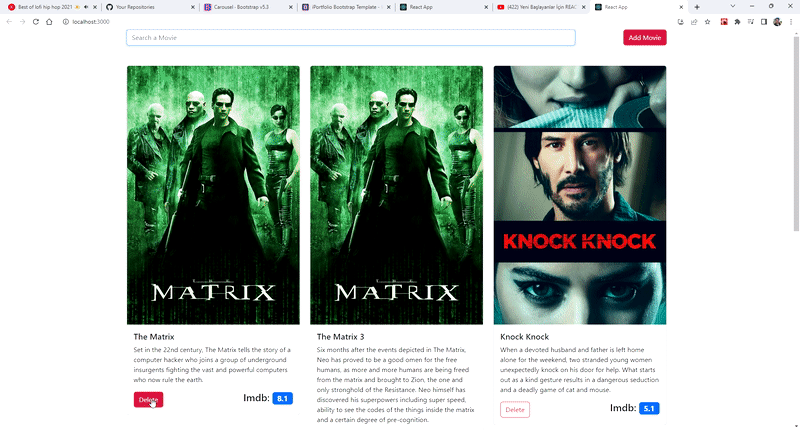 Best of lofi hip hop 2021
Your Repositories
Carousel · Bootstrap v5.3
iPortfolio Bootstrap Template -
React App
(422) Yeni Başlayanlar İçin REAC
React App
localhost:3000
Search a Movie
Add Movie
THE
MATRIX
THE
MATRIX
KNOCK KNOCK
The Matrix
Set in the 22nd century, The Matrix tells the story of a
computer hacker who joins a group of underground
insurgents fighting the vast and powerful computers
who now rule the earth.
Delete
Imdb: 8.1
The Matrix 3
Six months after the events depicted in The Matrix,
Neo has proved to be a good omen for the free
humans, as more and more humans are being freed
from the matrix and brought to Zion, the one and
only stronghold of the Resistance. Neo himself has
discovered his superpowers including super speed,
ability to see the codes of the things inside the matrix
and a certain degree of pre-cognition.
Knock Knock
When a devoted husband and father is left home
alone for the weekend, two stranded young women
unexpectedly knock on his door for help. What starts
out as a kind gesture results in a dangerous seduction
and a deadly game of cat and mouse.
Delete
Imdb: 5.1